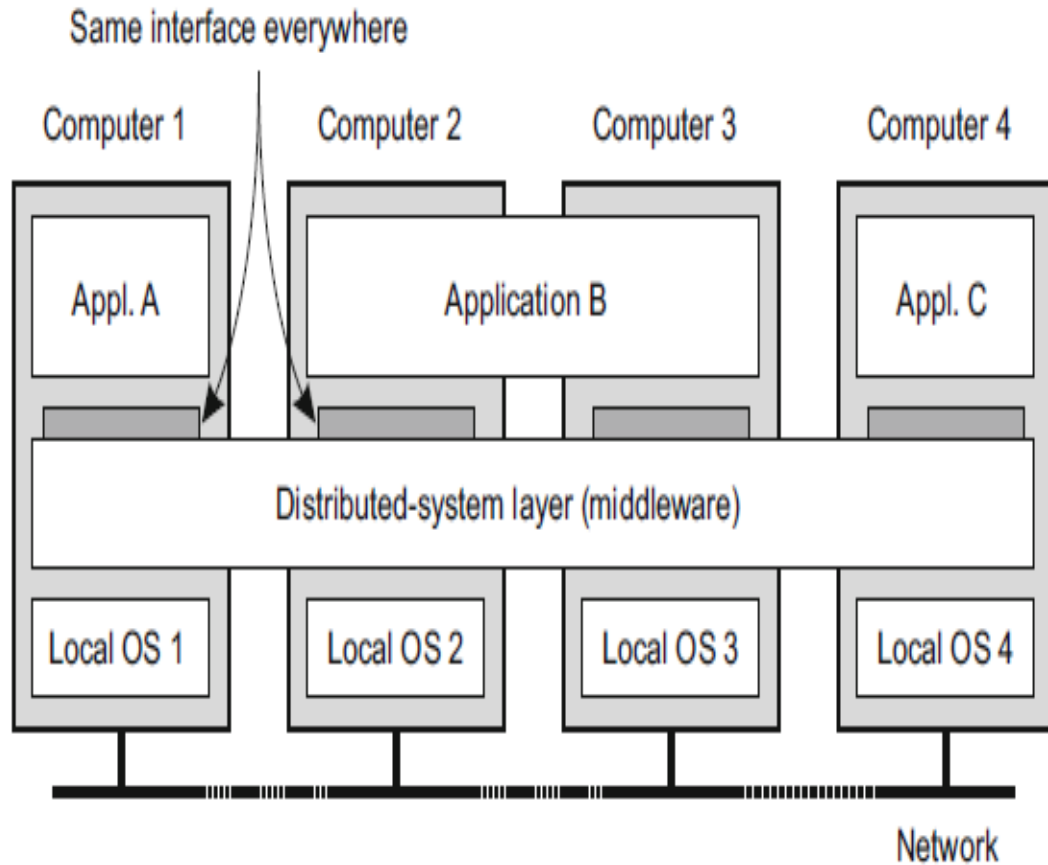 Same interface everywhere
Computer 1
Computer 2
Computer 3
Computer 4
Appl. A
Application B
Appl. C
Distributed-system layer (middleware)
Local OS 1
Local OS 2
Local OS 3
Local OS 4
Network